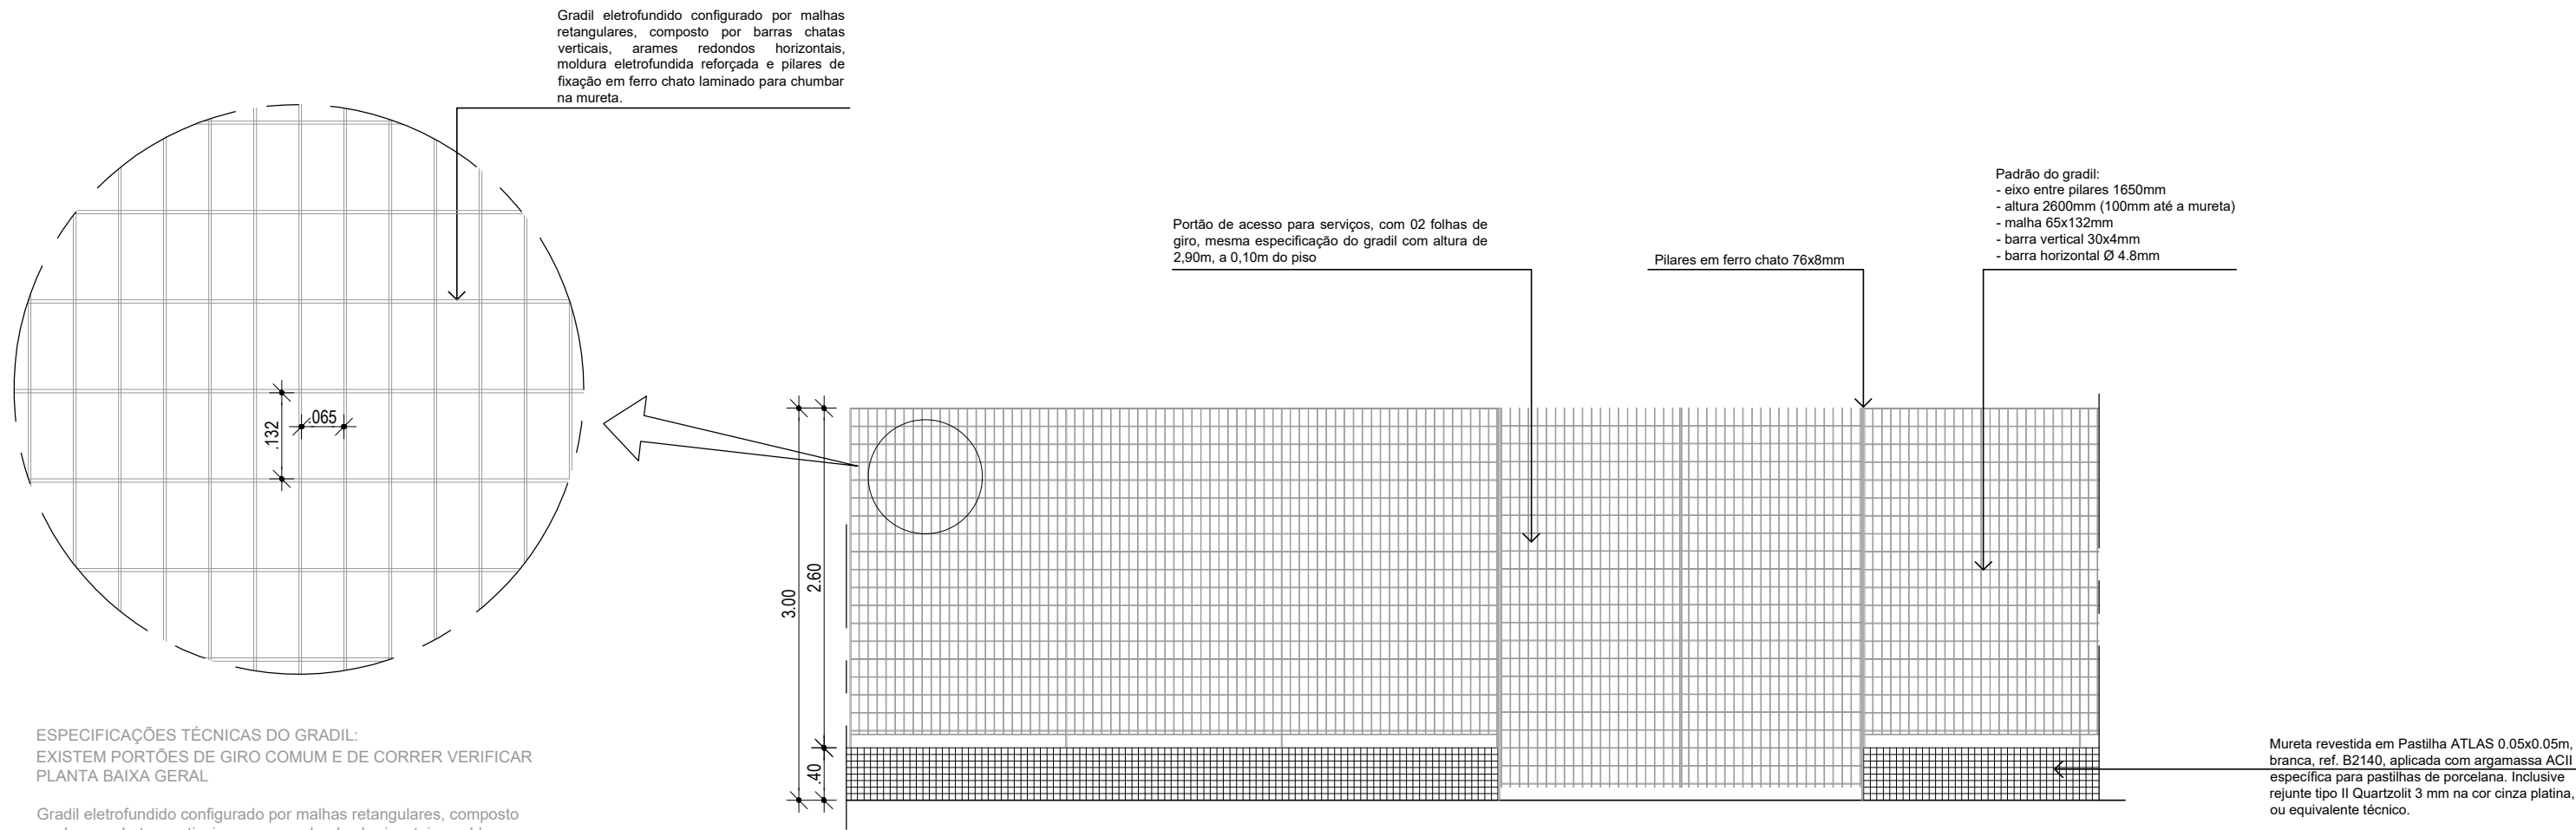 Gradil eletrofundido configurado por malhas
retangulares, composto por barras chatas
verticais, arames redondos horizontais,
moldura eletrofundida reforçada e pilares de
fixação em ferro chato laminado para chumbar
na mureta.
Padrão do gradil:
- eixo entre pilares 1650mm
- altura 2600mm (100mm até a mureta)
- malha 65x132mm
- barra vertical 30x4mm
- barra horizontal Ø 4.8mm
Portão de acesso para serviços, com 02 folhas de
giro, mesma especificação do gradil com altura de
2,90m, a 0,10m do piso
Pilares em ferro chato 76x8mm
.132
.065
3.00
2.60
.40
ESPECIFICAÇÕES TÉCNICAS DO GRADIL:
EXISTEM PORTÕES DE GIRO COMUM E DE CORRER VERIFICAR
PLANTA BAIXA GERAL
Gradil eletrofundido configurado por malhas retangulares, composto
Mureta revestida em Pastilha ATLAS 0.05x0.05m,
branca, ref. B2140, aplicada com argamassa ACII
específica para pastilhas de porcelana. Inclusive
rejunte tipo II Quartzolit 3 mm na cor cinza platina,
ou equivalente técnico.